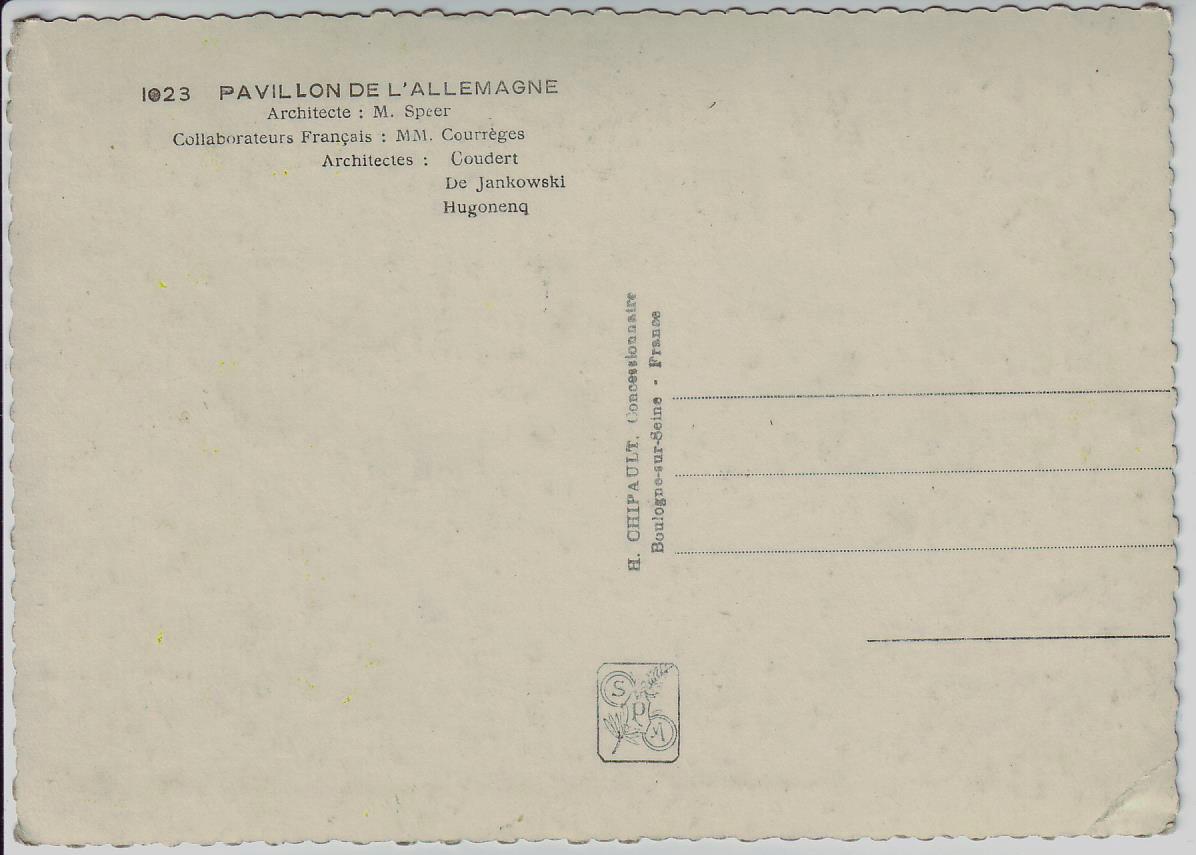 1023 PAVILLON DE L'ALLEMAGNE
Architecte : M. Speer
Collaborateurs Français : MM. Courrèges
Architectes : Coudert
De Jankowski
Hugonenq
H. CHIPAULT, Concessionnaire
Boulogne-sur-Seine - France
S
P
M